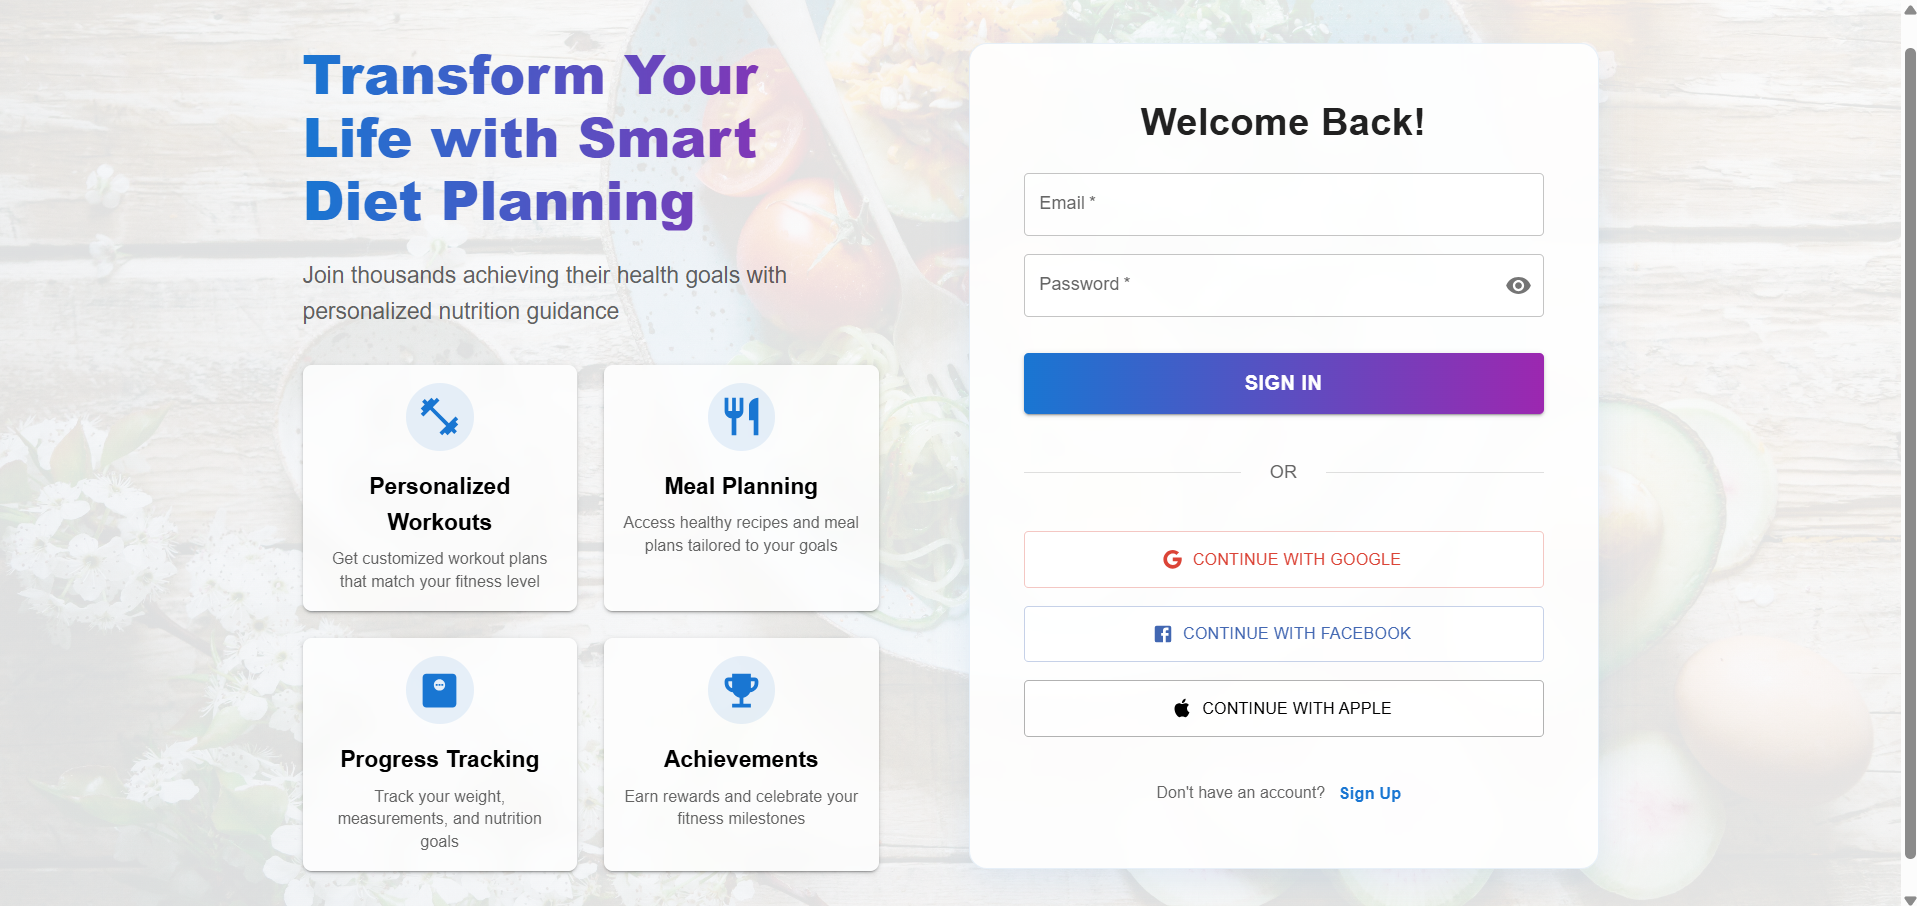 Transform Your
Life with Smart
Diet Planning
Join thousands achieving their health goals with
personalized nutrition guidance
Personalized
Workouts
Get customized workout plans
that match your fitness level
Meal Planning
Access healthy recipes and meal
plans tailored to your goals
Progress Tracking
Track your weight,
measurements, and nutrition
goals
Achievements
Earn rewards and celebrate your
fitness milestones
Welcome Back!
Email *
Password *
SIGN IN
OR
CONTINUE WITH GOOGLE
CONTINUE WITH FACEBOOK
CONTINUE WITH APPLE
Don't have an account? Sign Up